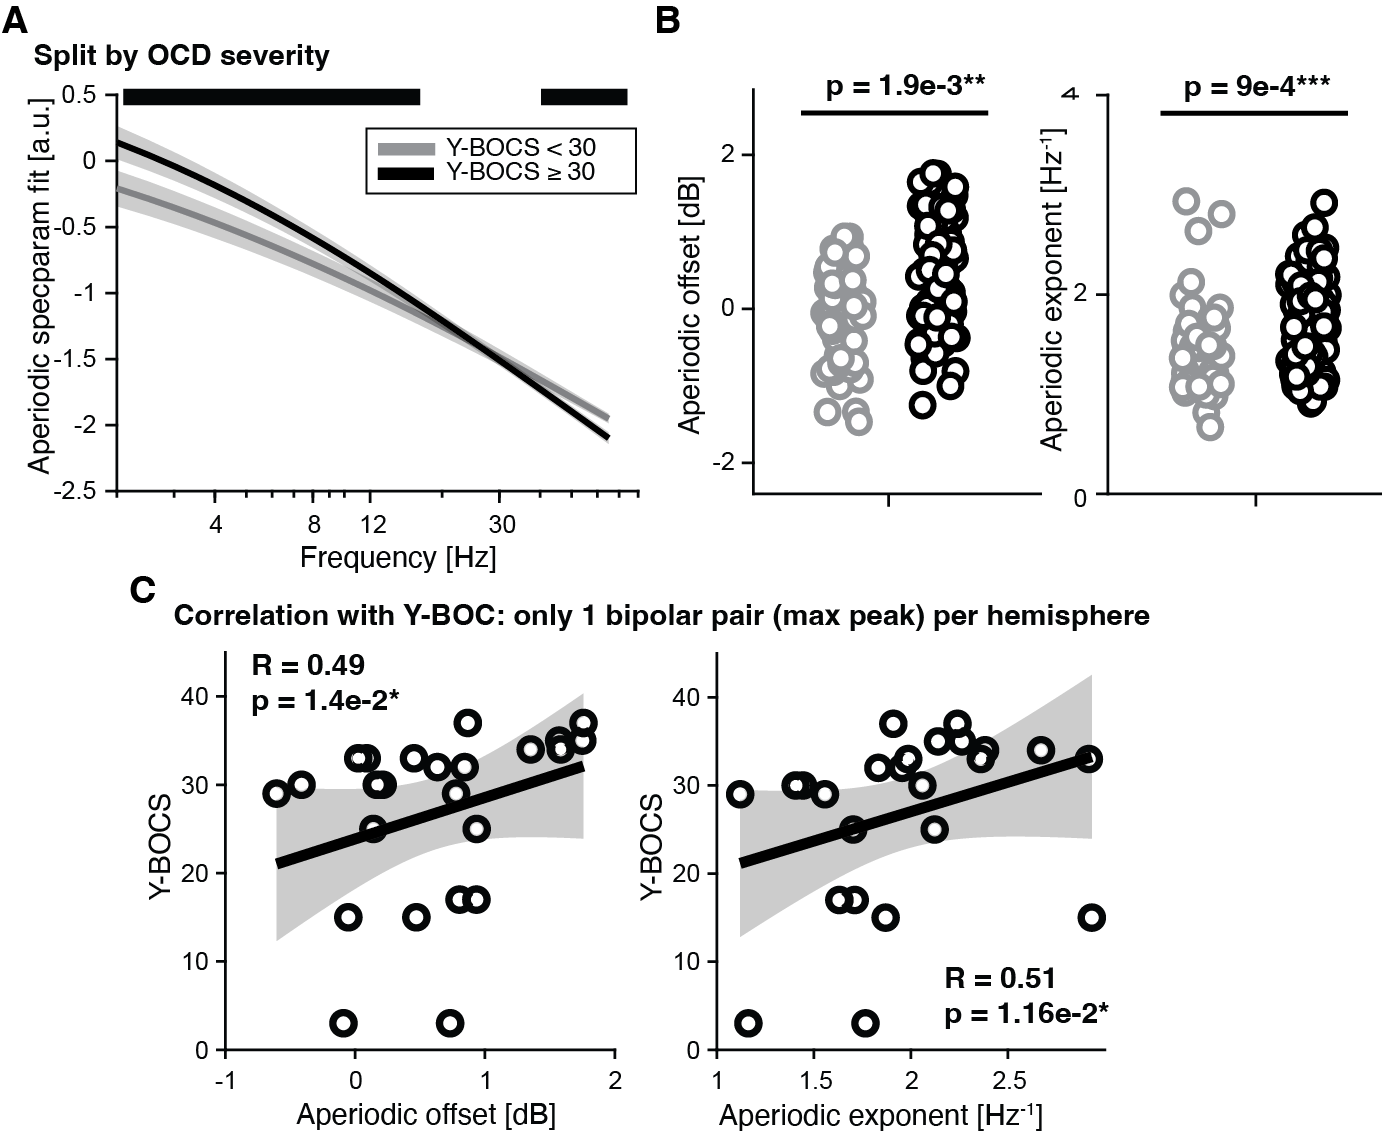 A
Split by OCD severity
0.5
0
-0.5
-1
-1.5
-2
-2.5
Aperiodic specparam fit [a.u.]
Y-BOCS < 30
Y-BOCS ≥ 30
4 8 12 30
Frequency [Hz]
B
p = 1.9e-3**
2
0
-2
Aperiodic offset [dB]
p = 9e-4***
4
2
0
Aperiodic exponent [Hz-1]
C
Correlation with Y-BOC: only 1 bipolar pair (max peak) per hemisphere
R = 0.49
p = 1.4e-2*
40
30
20
10
0
Y-BOCS
-1 0 1 2
Aperiodic offset [dB]
40
30
20
10
0
Y-BOCS
R = 0.51
p = 1.16e-2*
1 1.5 2 2.5
Aperiodic exponent [Hz-1]